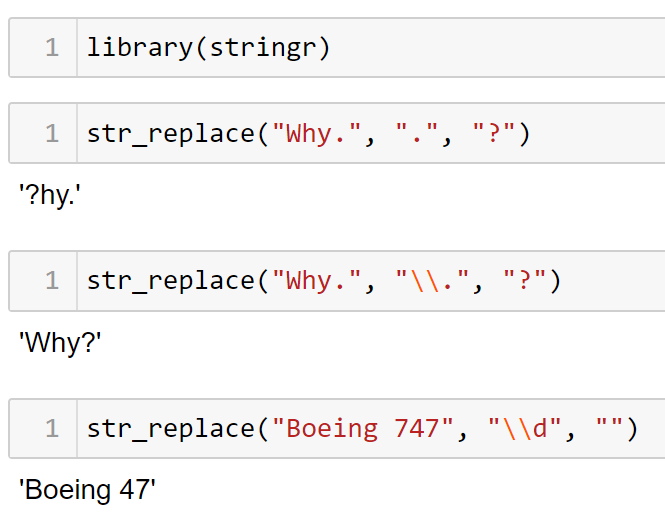 1 library(stringr)
1 str_replace("Why.", ".", "?")
'?hy.'
1 str_replace("Why.", "\\.", "?")
'Why?'
1 str_replace("Boeing 747", "\\d", "")
'Boeing 47'